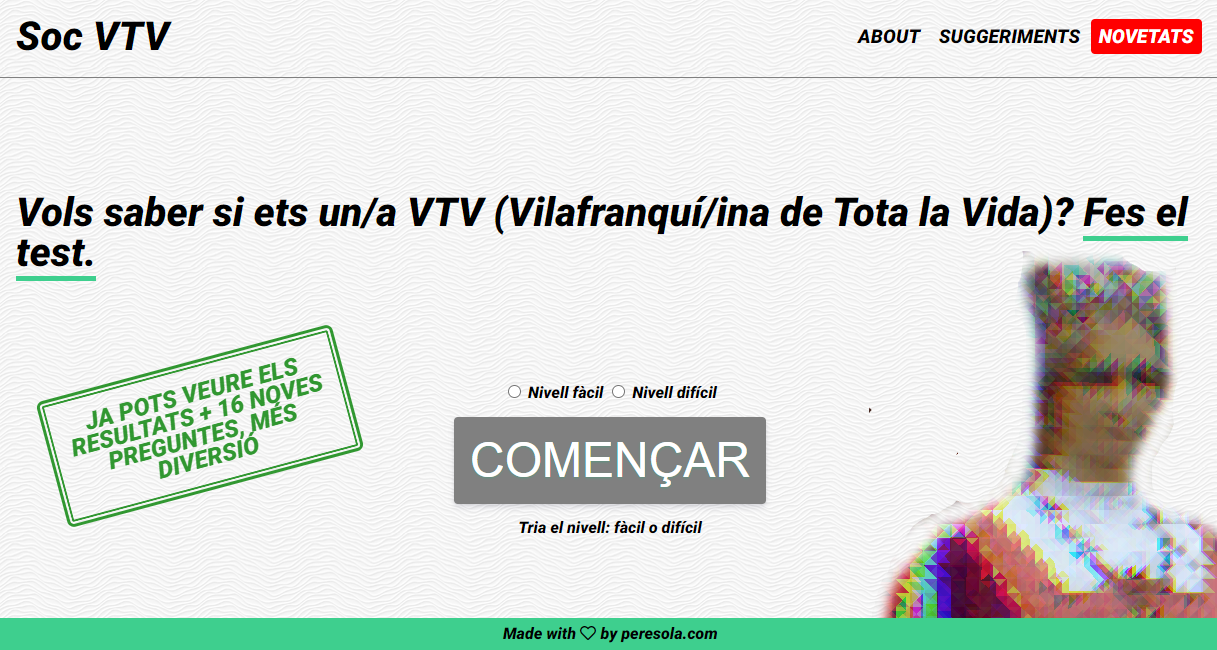 Soc VTV
ABOUT
SUGGERIMENTS
NOVETATS
Vols saber si ets un/a VTV (Vilafranquí/ina de Tota la Vida)? Fes el
test.
JA POTS VEURE ELS
RESULTATS + 16 NOVES
PREGUNTES, MÉS
DIVERSIÓ
Nivell fàcil
Nivell difícil
COMENÇAR
Tria el nivell: fàcil o difícil
Made with ♡ by peresola.com